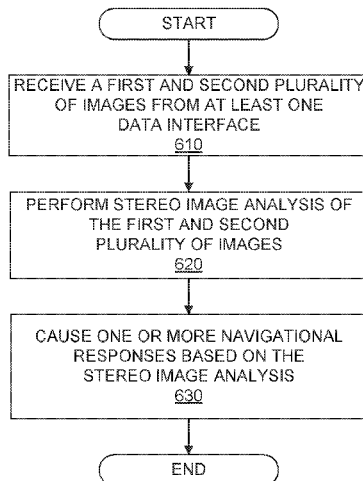 START
RECEIVE A FIRST AND SECOND PLURALITY
OF IMAGES FROM AT LEAST ONE
DATA INTERFACE
610
PERFORM STEREO IMAGE ANALYSIS OF
THE FIRST AND SECOND
PLURALITY OF IMAGES
620
CAUSE ONE OR MORE NAVIGATIONAL
RESPONSES BASED ON THE
STEREO IMAGE ANALYSIS
630
END